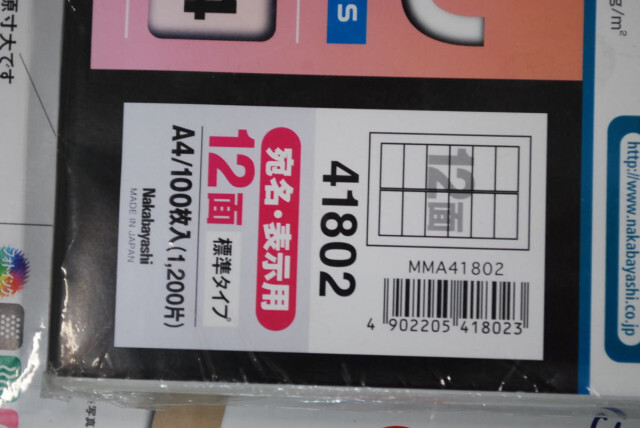 宛名・表示用
12面 標準タイプ
A4/100枚入(1,200片)
Nakabayashi
MADE IN JAPAN
41802
12面
MMA41802
4 902205 418023
原寸大です
g/m²
http://www.nakabayashi.co
co.jp
4
S